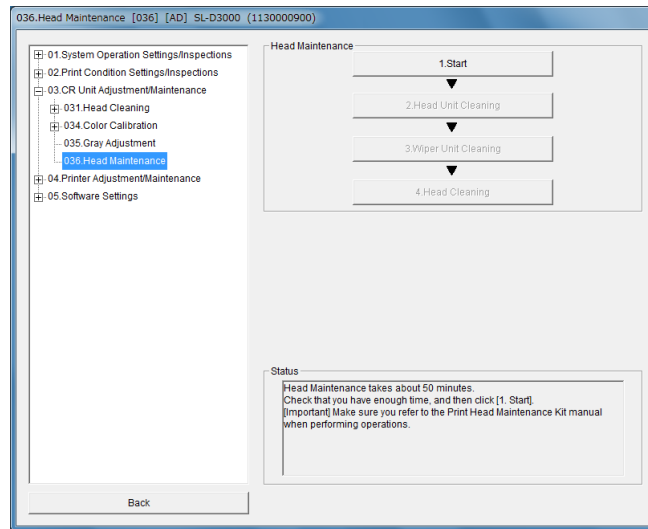 036.Head Maintenance [036] [AD] SL-D3000 (1130000900)
01.System Operation Settings/Inspections
02.Print Condition Settings/Inspections
03.CR Unit Adjustment/Maintenance
031.Head Cleaning
034.Color Calibration
035.Gray Adjustment
036.Head Maintenance
04.Printer Adjustment/Maintenance
05.Software Settings
Back
Head Maintenance
1.Start
2.Head Unit Cleaning
3.Wiper Unit Cleaning
4.Head Cleaning
Status
Head Maintenance takes about 50 minutes.
Check that you have enough time, and then click [1. Start].
[Important] Make sure you refer to the Print Head Maintenance Kit manual
when performing operations.